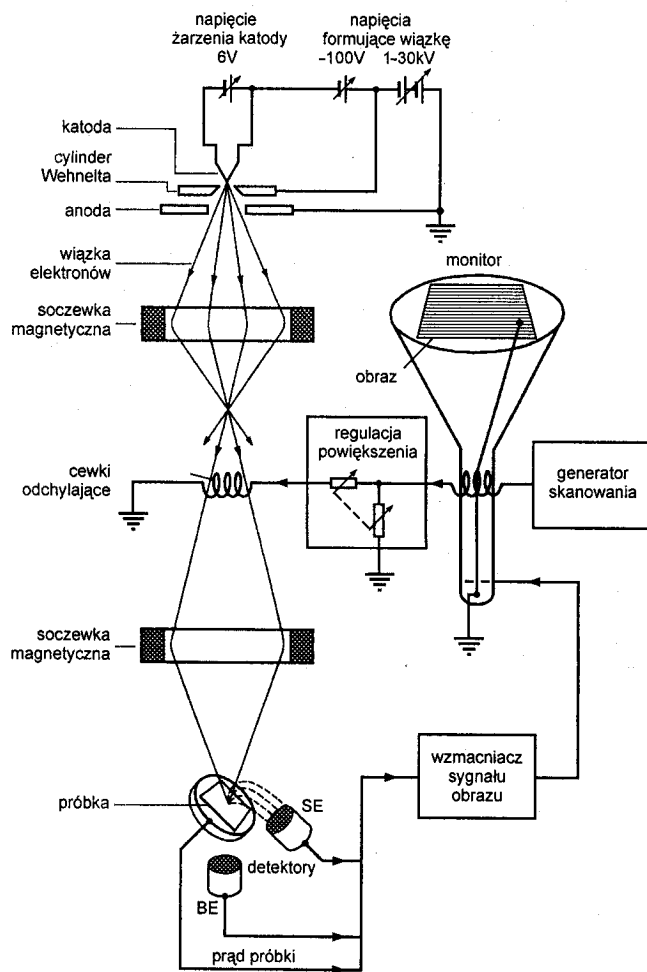 napięcie
żarzenia katody
6V
napięcia
formujące wiązkę
~100V
1~30kV
katoda
cylinder
Wehnelta
anoda
wiązka
elektronów
soczewka
magnetyczna
monitor
obraz
regulacja
powiększenia
generator
skanowania
cewki
odchylające
soczewka
magnetyczna
wzmacniacz
sygnału
obrazu
próbka
SE
detektory
BE
prąd próbki